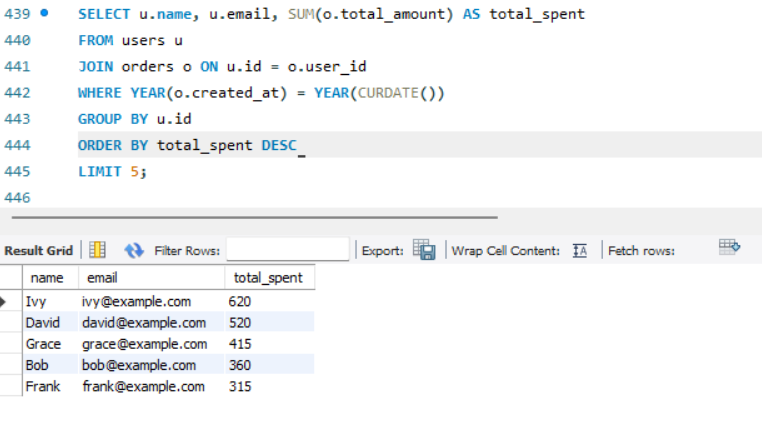 439 SELECT u.name, u.email, SUM(o.total_amount) AS total_spent
440 FROM users u
441 JOIN orders o ON u.id = o.user_id
442 WHERE YEAR(o.created_at) = YEAR(CURDATE())
443 GROUP BY u.id
444 ORDER BY total_spent DESC
445 LIMIT 5;
446
Result Grid Filter Rows: Export: Wrap Cell Content: Fetch rows:
name email total_spent
Ivy ivy@example.com 620
David david@example.com 520
Grace grace@example.com 415
Bob bob@example.com 360
Frank frank@example.com 315